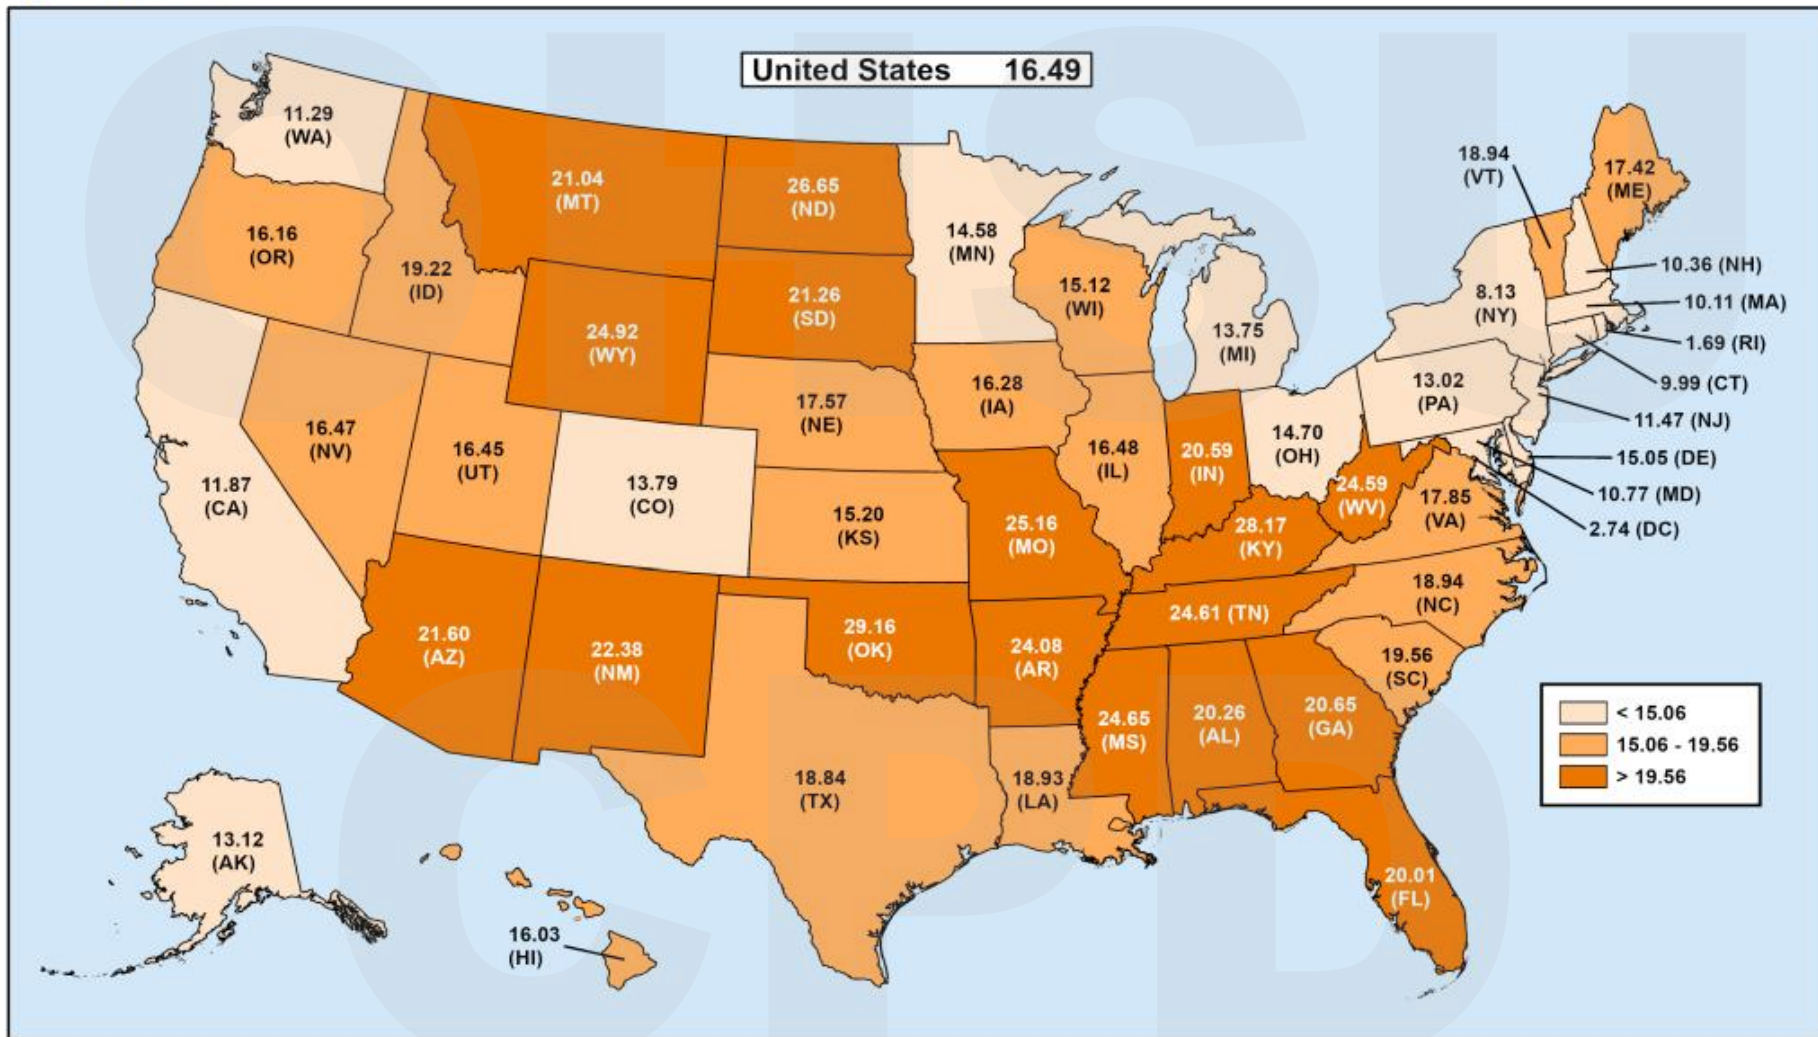 United States 16.49
11.29
(WA)
16.16
(OR)
19.22
(ID)
21.04
(MT)
26.65
(ND)
14.58
(MN)
15.12
(WI)
13.75
(MI)
18.94
(VT)
17.42
(ME)
10.36 (NH)
8.13
(NY)
10.11 (MA)
1.69 (RI)
9.99 (CT)
11.47 (NJ)
13.02
(PA)
15.05 (DE)
10.77 (MD)
2.74 (DC)
21.26
(SD)
24.92
(WY)
17.57
(NE)
16.28
(IA)
16.48
(IL)
20.59
(IN)
14.70
(OH)
24.59
(WV)
17.85
(VA)
16.47
(NV)
16.45
(UT)
11.87
(CA)
13.79
(CO)
15.20
(KS)
25.16
(MO)
28.17
(KY)
18.94
(NC)
24.61 (TN)
21.60
(AZ)
22.38
(NM)
29.16
(OK)
24.08
(AR)
19.56
(SC)
24.65
(MS)
20.26
(AL)
20.65
(GA)
18.84
(TX)
18.93
(LA)
20.01
(FL)
13.12
(AK)
16.03
(HI)
< 15.06
15.06 - 19.56
> 19.56
OHSU
CPD